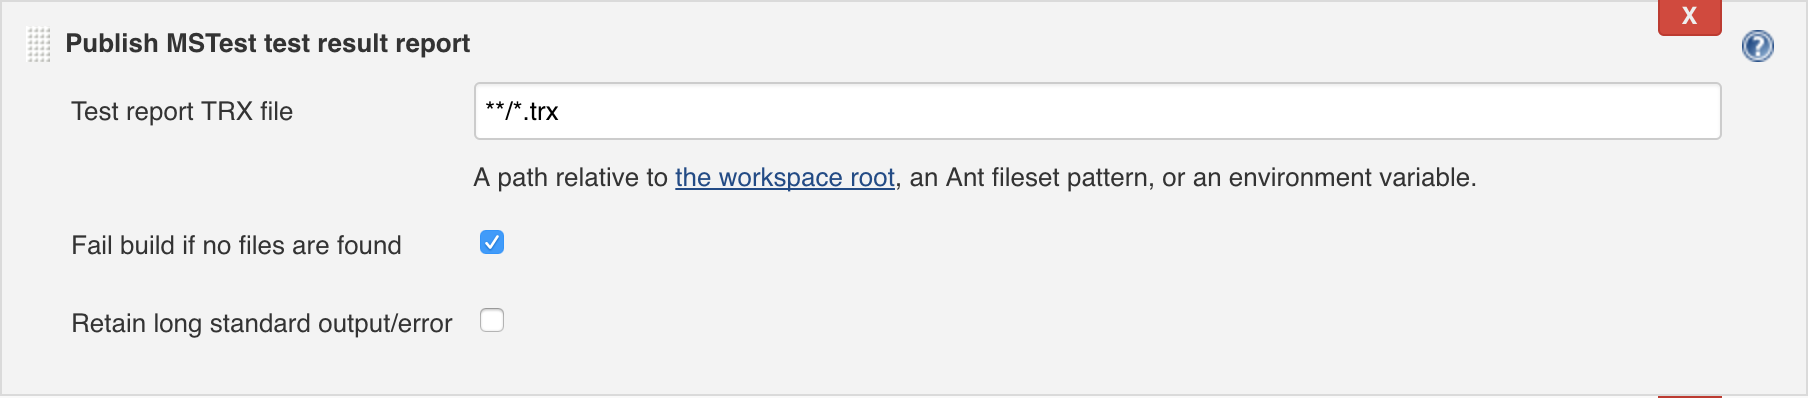 X
Publish MSTest test result report
?
Test report TRX file
**/*.trx
A path relative to the workspace root, an Ant fileset pattern, or an environment variable.
Fail build if no files are found
Retain long standard output/error